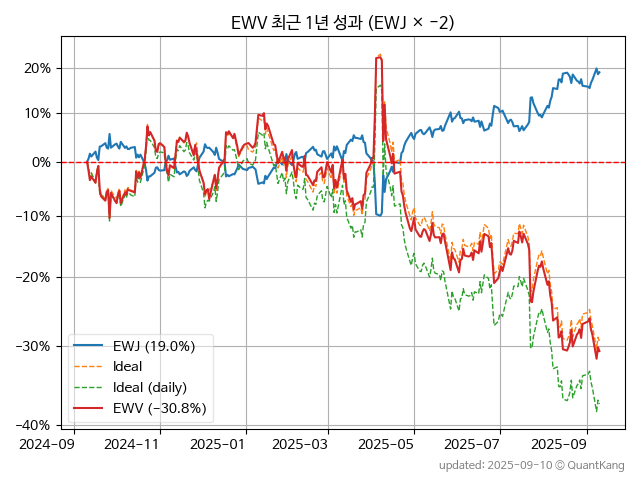 EWV 최근 1년 성과 (EWJ × −2)
20%
10%
0%
−10%
−20%
−30%
−40%
EWJ (19.0%)
Ideal
Ideal (daily)
EWV (−30.8%)
2024-09
2024-11
2025-01
2025-03
2025-05
2025-07
2025-09
updated: 2025-09-10 © QuantKang